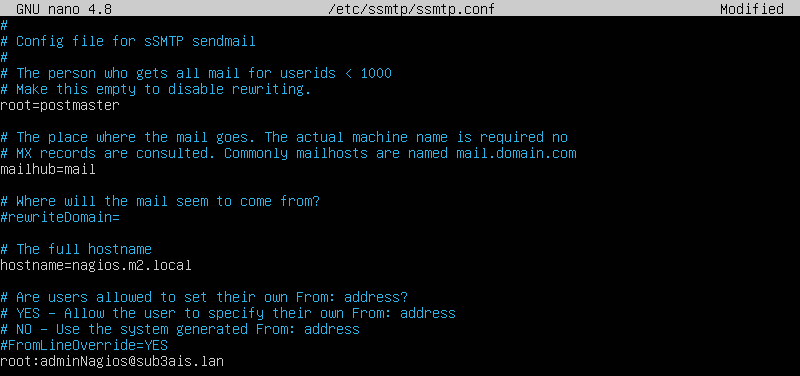 GNU nano 4.8 /etc/ssmtp/ssmtp.conf Modified
#
# Config file for sSMTP sendmail
#
# The person who gets all mail for userids < 1000
# Make this empty to disable rewriting.
root=postmaster
# The place where the mail goes. The actual machine name is required no
# MX records are consulted. Commonly mailhosts are named mail.domain.com
mailhub=mail
# Where will the mail seem to come from?
#rewriteDomain=
# The full hostname
hostname=nagios.m2.local
# Are users allowed to set their own From: address?
# YES - Allow the user to specify their own From: address
# NO - Use the system generated From: address
#FromLineOverride=YES
root:adminNagios@sub3ais.lan